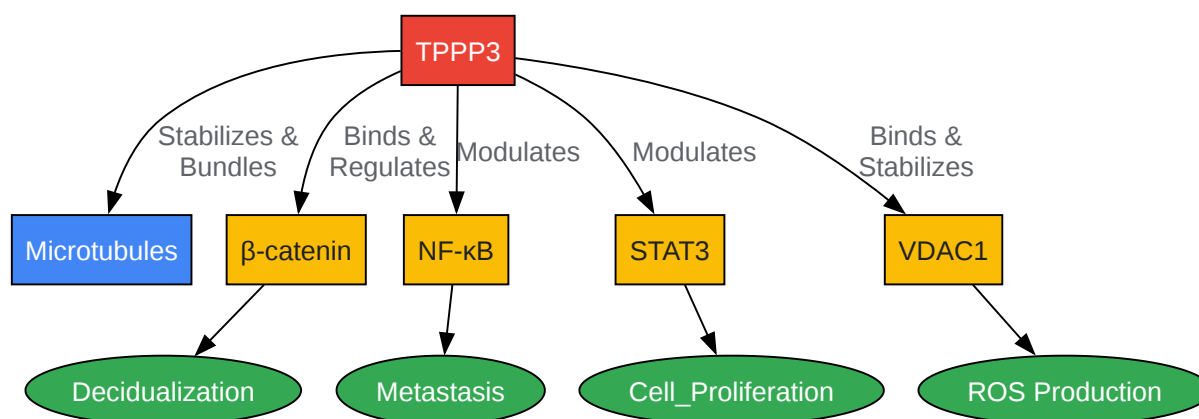 TPPP3
Stabilizes &
Bundles
Binds &
Regulates
Modulates
Modulates
Binds &
Stabilizes
Microtubules
β-catenin
NF-κB
STAT3
VDAC1
Decidualization
Metastasis
Cell_Proliferation
ROS Production